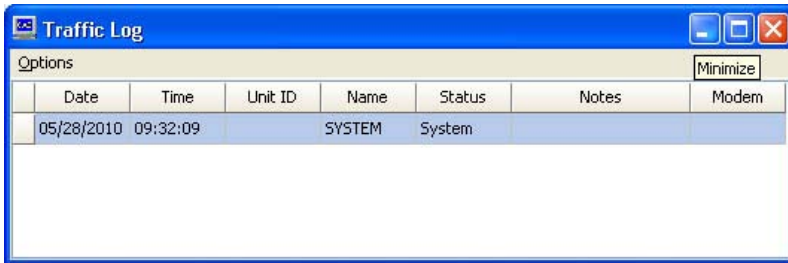 Traffic Log
Options
Minimize
Date Time Unit ID Name Status Notes Modem
05/28/2010 09:32:09 SYSTEM System